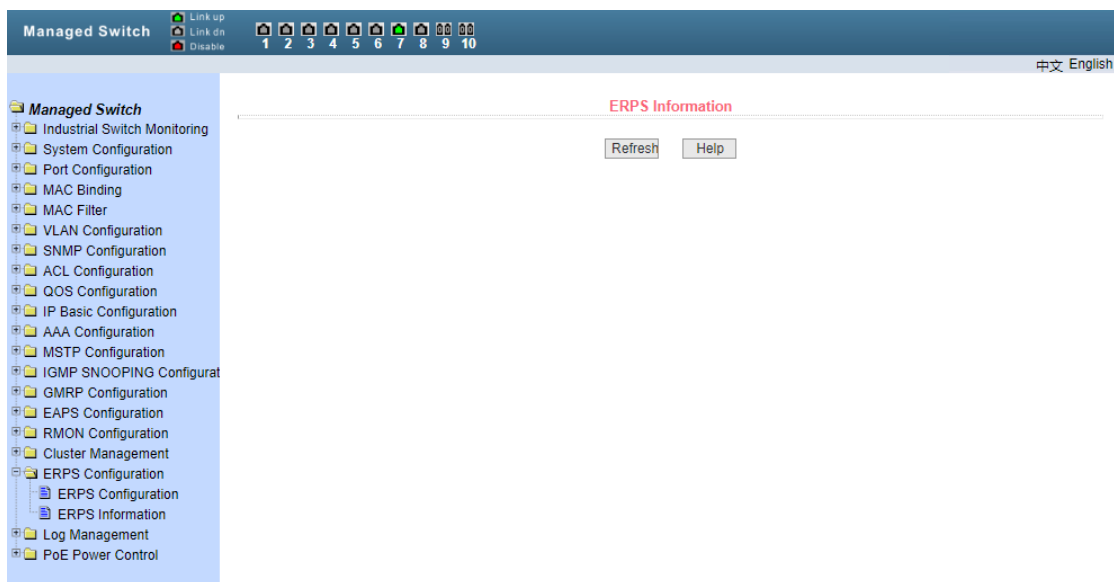 Managed Switch
Link up
Link dn
Disable
1 2 3 4 5 6 7 8 9 10
中文 English
Managed Switch
Industrial Switch Monitoring
System Configuration
Port Configuration
MAC Binding
MAC Filter
VLAN Configuration
SNMP Configuration
ACL Configuration
QOS Configuration
IP Basic Configuration
AAA Configuration
MSTP Configuration
IGMP SNOOPING Configurat
GMRP Configuration
EAPS Configuration
RMON Configuration
Cluster Management
ERPS Configuration
ERPS Configuration
ERPS Information
Log Management
PoE Power Control
ERPS Information
Refresh Help